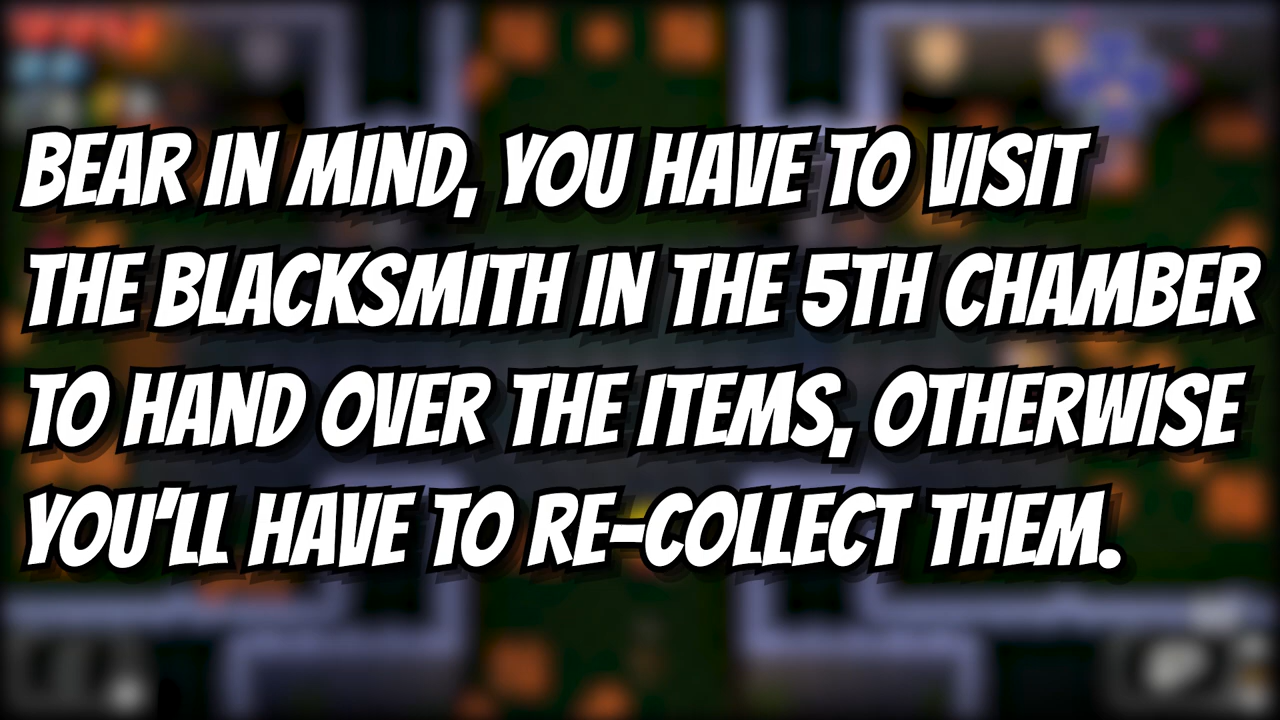 BEAR IN MIND, YOU HAVE TO VISIT
THE BLACKSMITH IN THE 5TH CHAMBER
TO HAND OVER THE ITEMS, OTHERWISE
YOU'LL HAVE TO RE-COLLECT THEM.